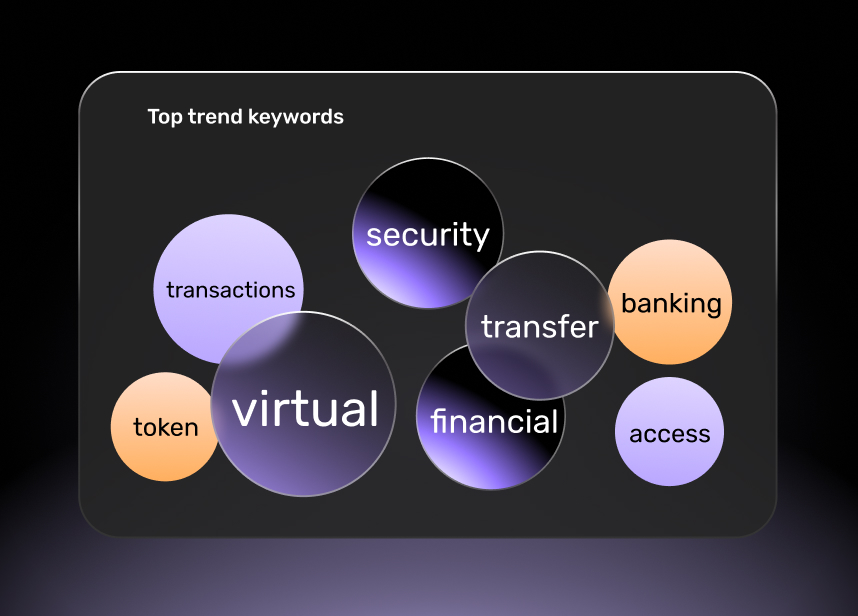 Top trend keywords
security
transactions
banking
transfer
virtual
financial
token
access